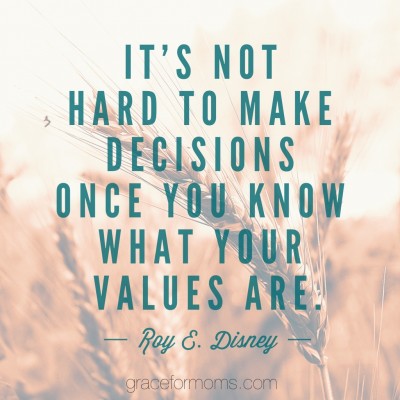 IT'S NOT
HARD TO MAKE
DECISIONS
ONCE YOU KNOW
WHAT YOUR
VALUES ARE.
— Roy E. Disney —
graceformoms.com